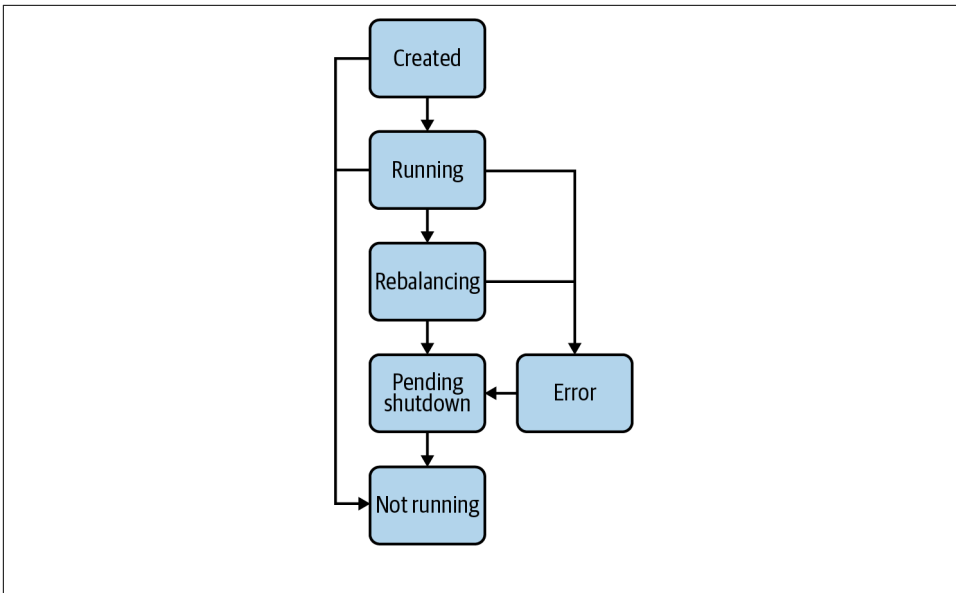 Created
Running
Rebalancing
Pending
shutdown
Error
Not running